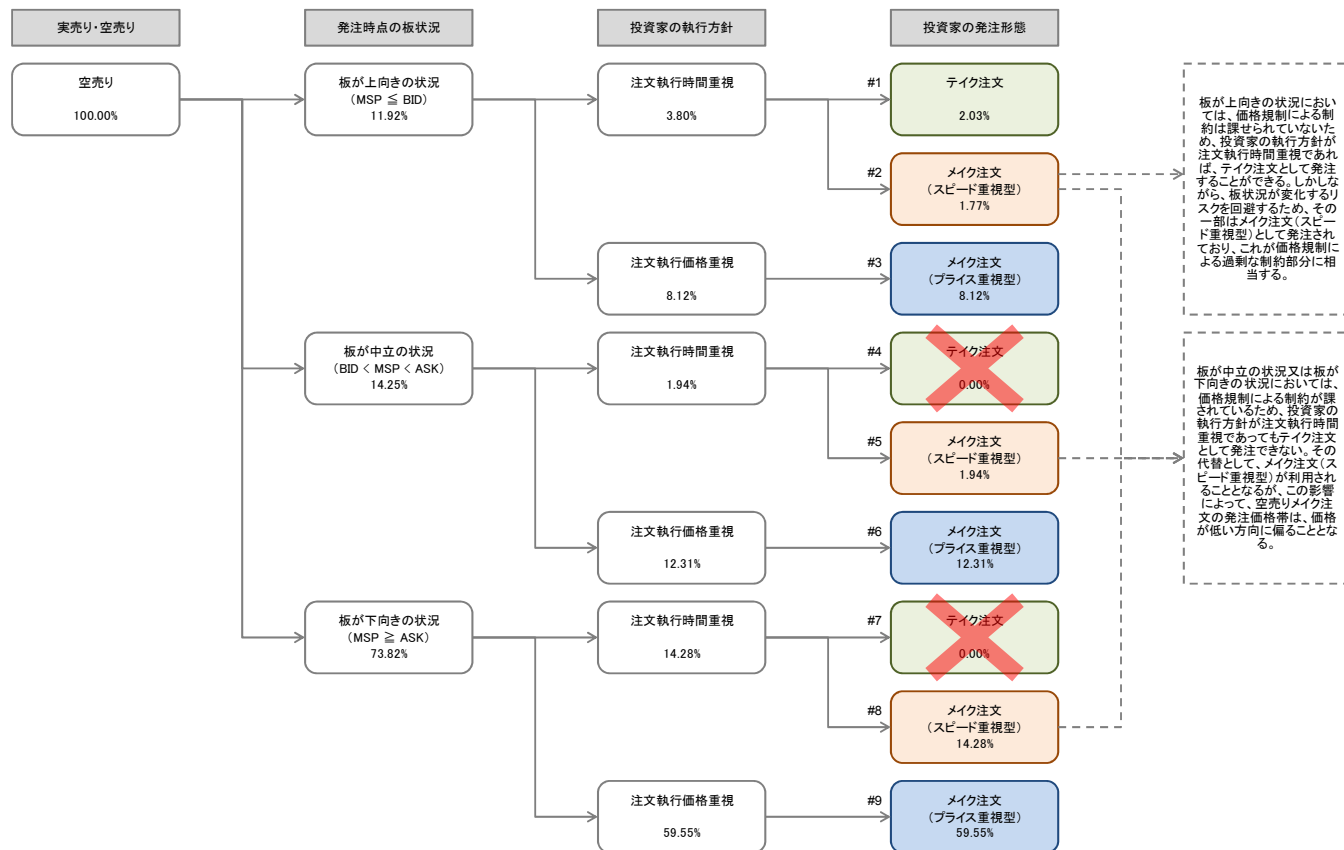 実売り・空売り
発注時点の板状況
投資家の執行方針
投資家の発注形態
空売り
100.00%
板が上向きの状況
(MSP ≦ BID)
11.92%
注文執行時間重視
3.80%
#1
テイク注文
2.03%
#2
メイク注文
(スピード重視型)
1.77%
注文執行価格重視
8.12%
#3
メイク注文
(プライス重視型)
8.12%
板が中立の状況
(BID < MSP < ASK)
14.25%
注文執行時間重視
1.94%
#4
テイク注文
0.00%
#5
メイク注文
(スピード重視型)
1.94%
注文執行価格重視
12.31%
#6
メイク注文
(プライス重視型)
12.31%
板が下向きの状況
(MSP ≧ ASK)
73.82%
注文執行時間重視
14.28%
#7
テイク注文
0.00%
#8
メイク注文
(スピード重視型)
14.28%
注文執行価格重視
59.55%
#9
メイク注文
(プライス重視型)
59.55%
板が上向きの状況におい
ては、価格規制による制
約は課せられていないた
め、投資家の執行方針が
注文執行時間重視であれ
ば、テイク注文として発注
することができる。しかしな
がら、板状況が変化するリ
スクを回避するため、その
一部はメイク注文(スピー
ド重視型)として発注され
ており、これが価格規制に
よる過剰な制約部分に相
当する。
板が中立の状況又は板が
下向きの状況においては、
価格規制による制約が課
されているため、投資家の
執行方針が注文執行時間
重視であってもテイク注文
として発注できない。その
代替として、メイク注文(ス
ピード重視型)が利用され
ることとなるが、この影響
によって、空売りメイク注
文の発注価格帯は、価格
が低い方向に偏ることとな
る。